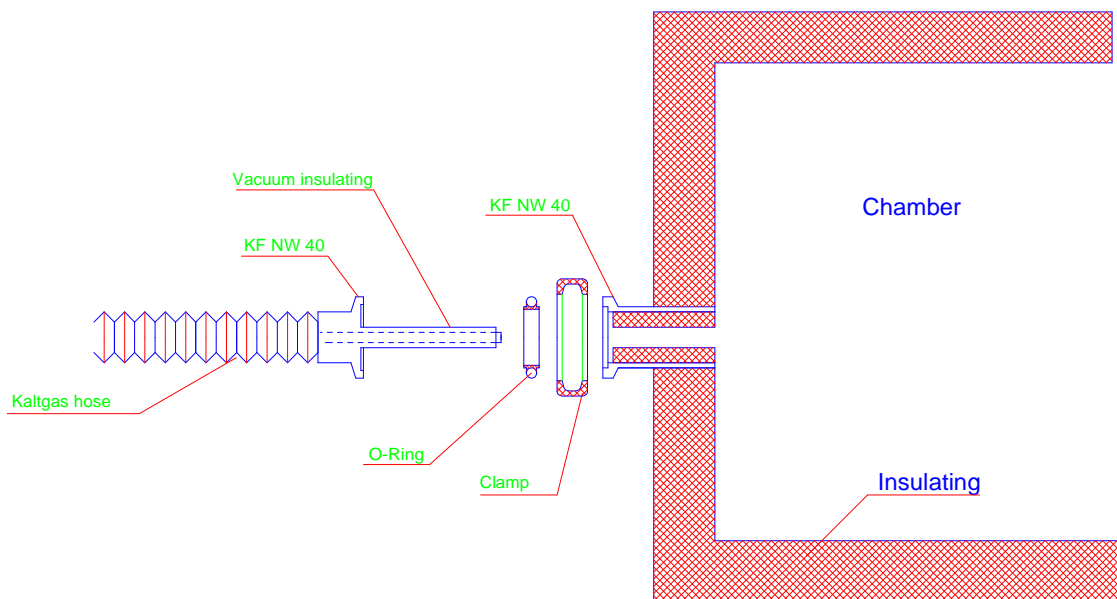 Vacuum insulating
KF NW 40
Chamber
KF NW 40
Kaltgas hose
O-Ring
Clamp
Insulating